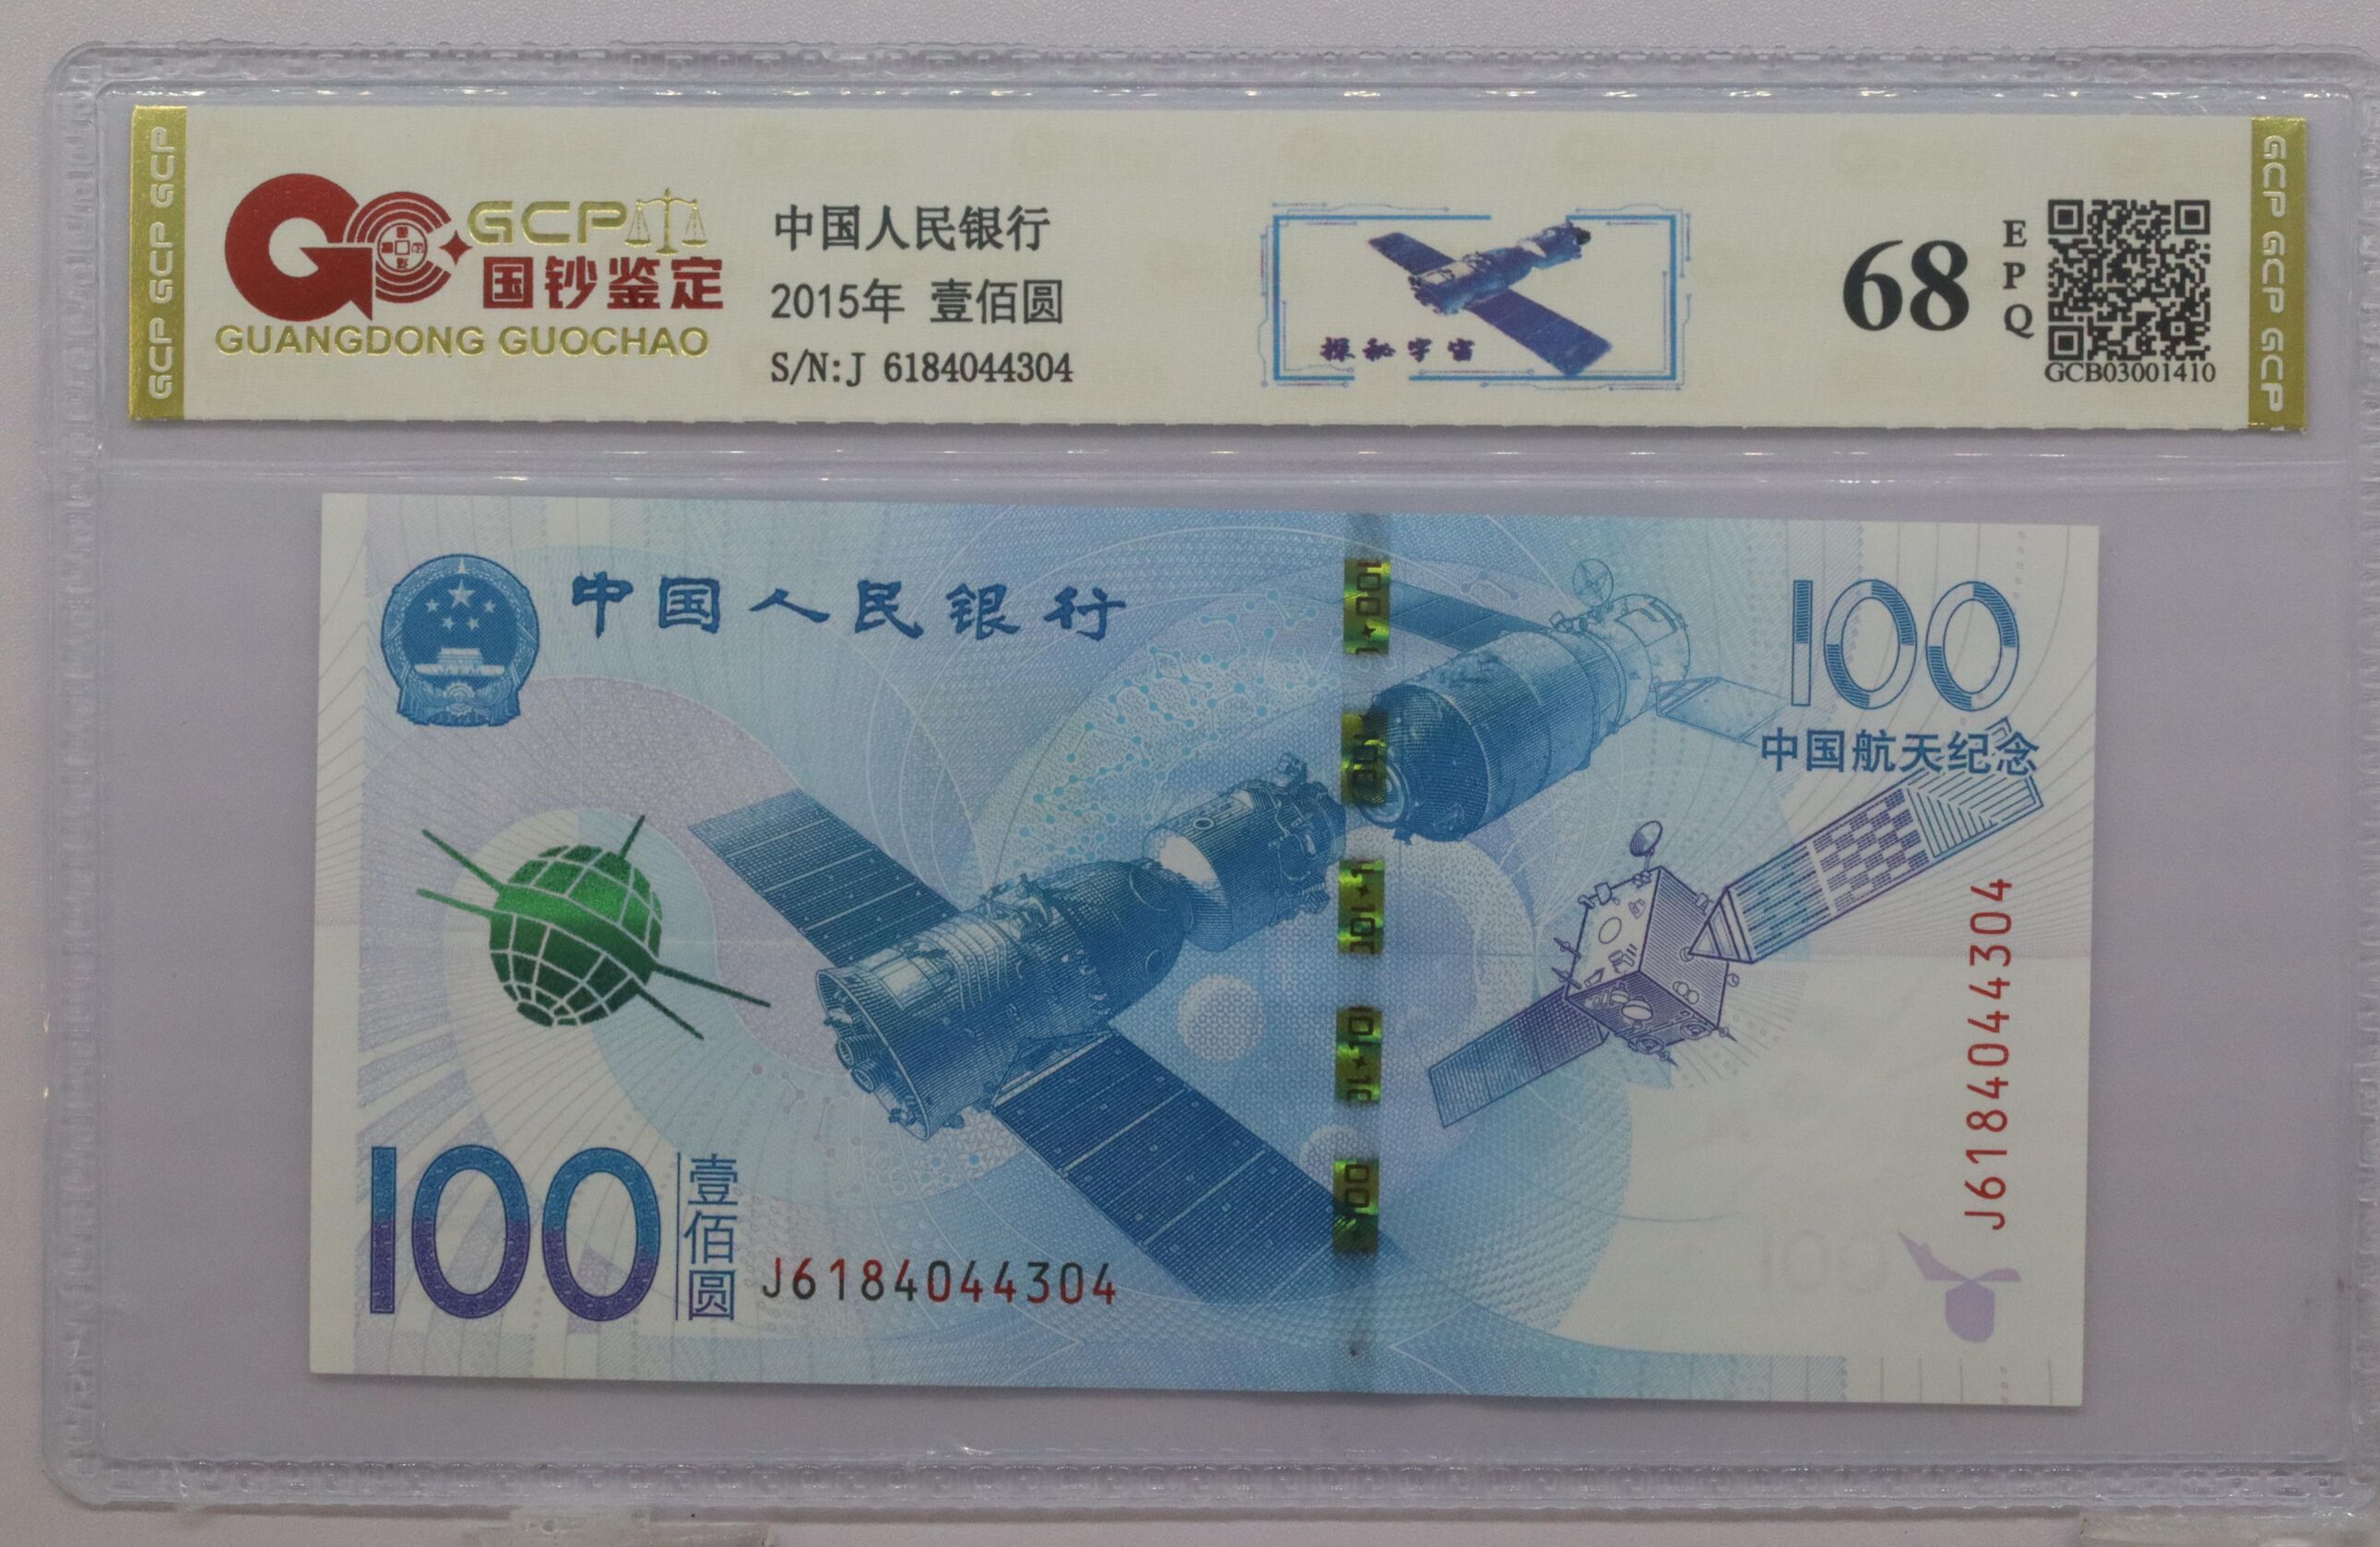 GCP GCP GCP
GCP
国钞鉴定
GUANGDONG GUOCHAO
中国人民银行
2015年 壹佰圆
S/N:J 6184044304
探秘宇宙
68
EPQ
GCB03001410
GCP GCP GCP
中国人民银行
100
中国航天纪念
J6184044304
100
壹佰圆
J6184044304